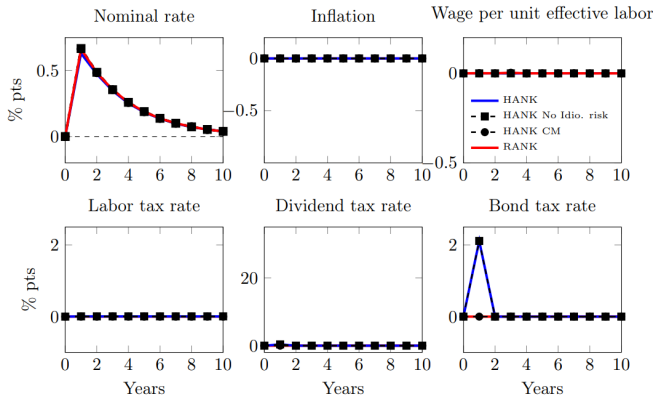 Nominal rate
Inflation
Wage per unit effective labor
% pts
0.5
0
0 2 4 6 8 10
0
−0.5
0 2 4 6 8 10
0
−0.5
0 2 4 6 8 10
HANK
HANK No Idio. risk
HANK CM
RANK
Labor tax rate
Dividend tax rate
Bond tax rate
% pts
2
0
0 2 4 6 8 10
Years
20
0
0 2 4 6 8 10
Years
2
0
0 2 4 6 8 10
Years